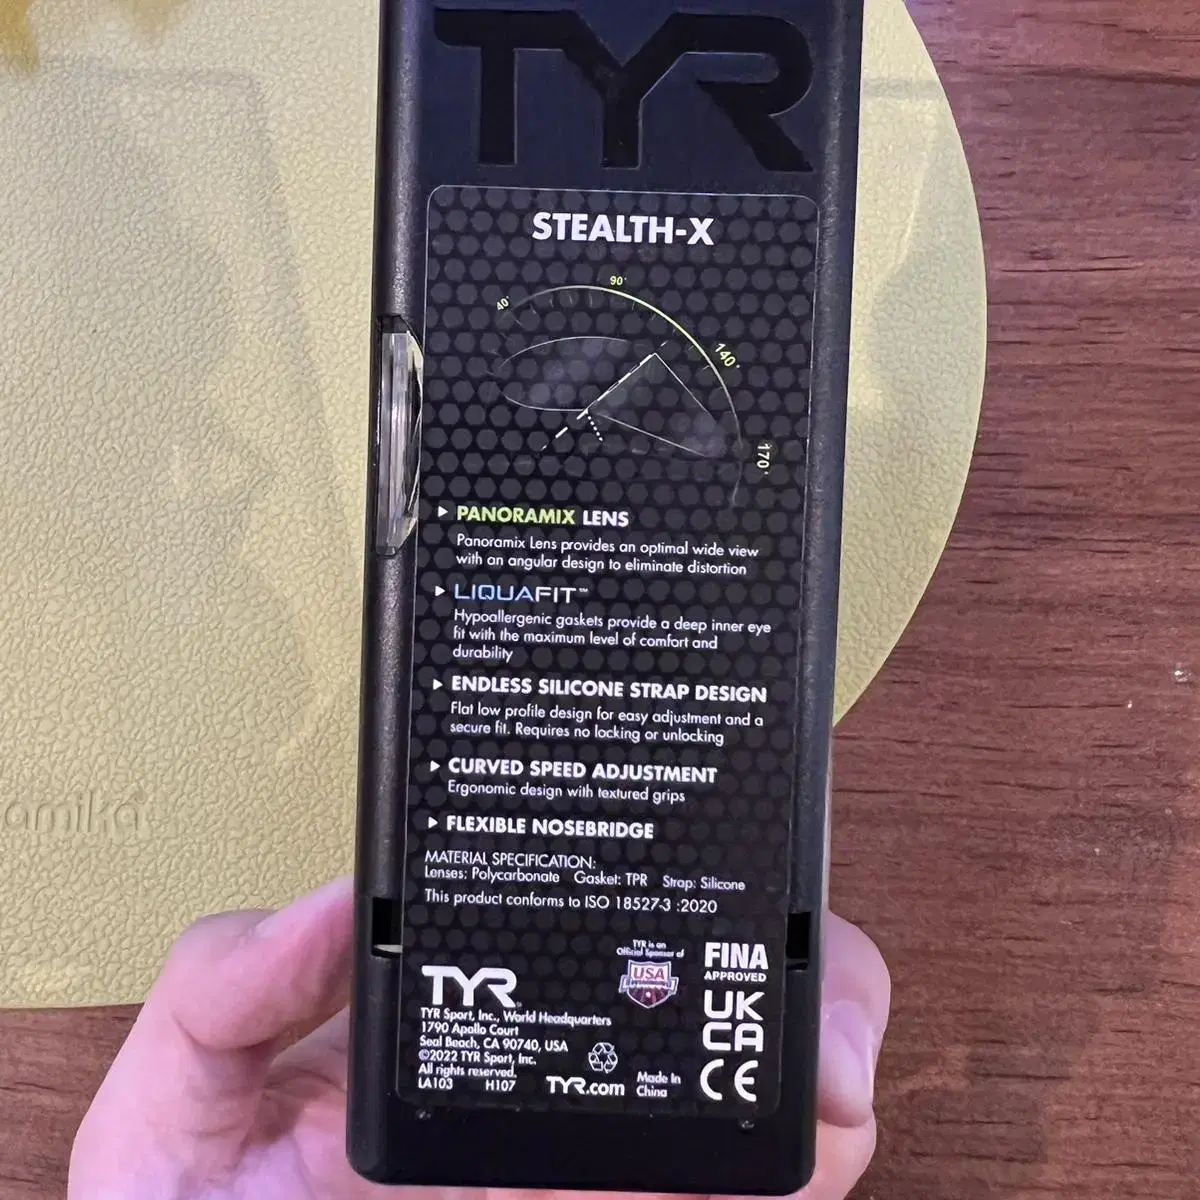 TYR
STEALTH-X
90°
40°
140°
170°
PANORAMIX LENS
Panoramix Lens provides an optimal wide view
with an angular design to eliminate distortion
LIQUAFIT™
Hypoallergenic gaskets provide a deep inner eye
fit with the maximum level of comfort and
durability
ENDLESS SILICONE STRAP DESIGN
Flat low profile design for easy adjustment and a
secure fit. Requires no locking or unlocking
CURVED SPEED ADJUSTMENT
Ergonomic design with textured grips
FLEXIBLE NOSEBRIDGE
MATERIAL SPECIFICATION:
Lenses: Polycarbonate Gasket: TPR Strap: Silicone
This product conforms to ISO 18527-3 :2020
TYR is an
Official Sponsor of
USA
FINA
APPROVED
UK
CA
CE
TYR
TYR Sport, Inc., World Headquarters
1790 Apollo Court
Seal Beach, CA 90740, USA
©2022 TYR Sport, Inc.
All rights reserved.
LA103 H107
TYR.com
Made In
China
amika